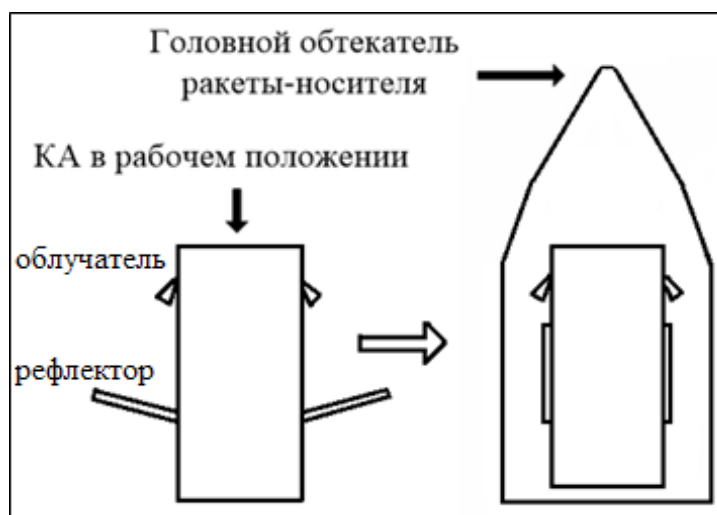 Головной обтекатель
ракеты-носителя
КА в рабочем положении
облучатель
рефлектор